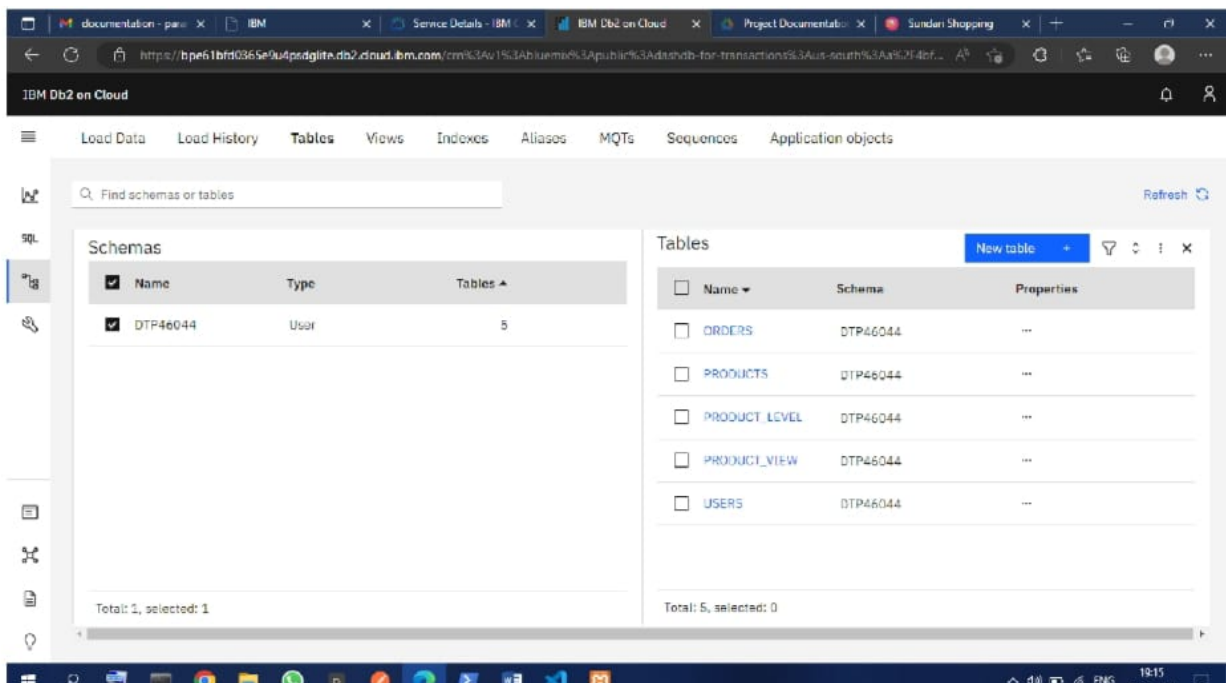 documentation - para
IBM
Service Details - IBM C
IBM Db2 on Cloud
Project Documentatio
Sundari Shopping
IBM Db2 on Cloud
Load Data Load History Tables Views Indexes Aliases MQTs Sequences Application objects
Find schemas or tables
Refresh
SQL
Schemas
Name Type Tables
DTP46044 User 5
Total: 1, selected: 1
Tables
New table +
Name Schema Properties
ORDERS DTP46044 ...
PRODUCTS DTP46044 ...
PRODUCT_LEVEL DTP46044 ...
PRODUCT_VIEW DTP46044 ...
USERS DTP46044 ...
Total: 5, selected: 0
ENG
19:15